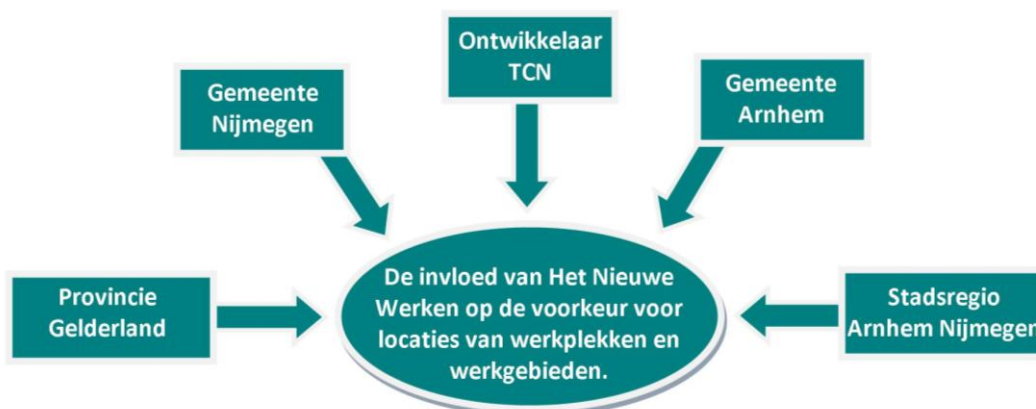 Ontwikkelaar
TCN
Gemeente
Nijmegen
Gemeente
Arnhem
De invloed van Het Nieuwe
Werken op de voorkeur voor
locaties van werkplekken en
werkgebieden.
Provincie
Gelderland
Stadsregio
Arnhem Nijmegen